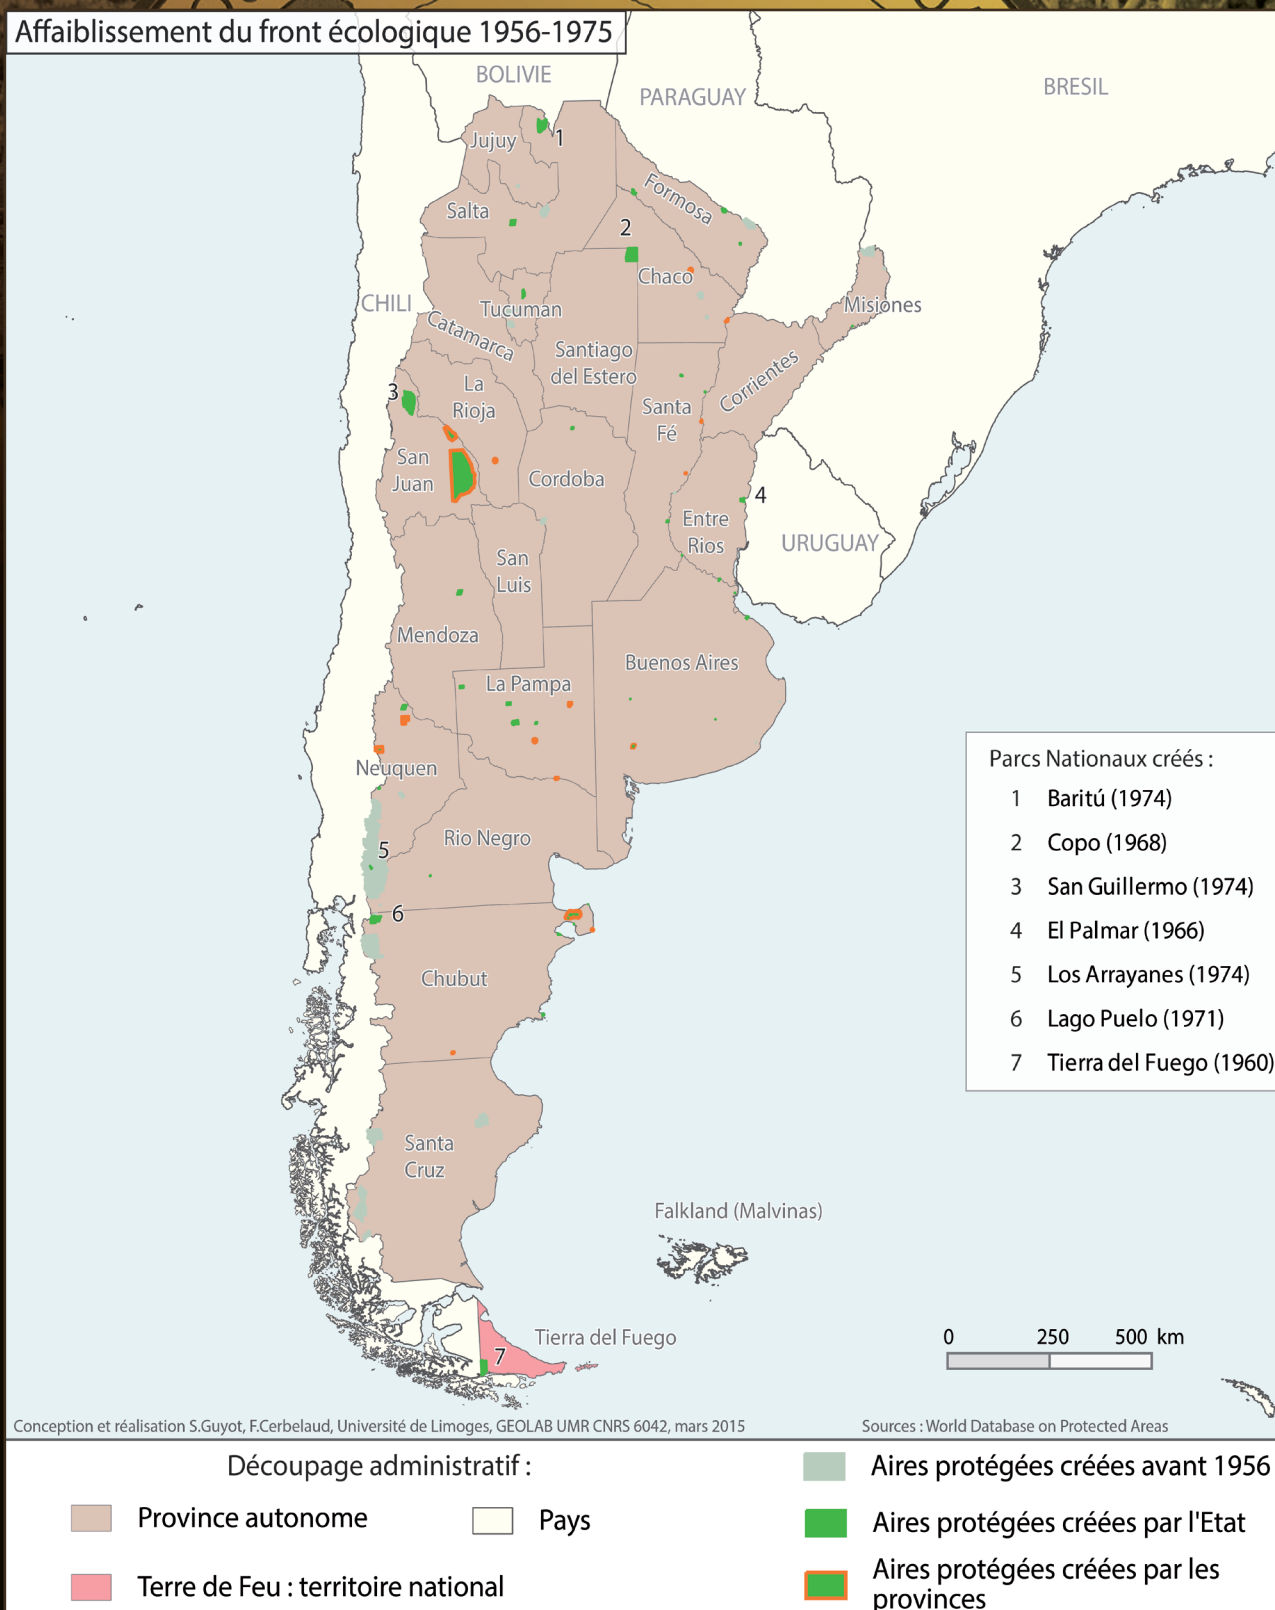 Affaiblissement du front écologique 1956-1975
BOLIVIE
PARAGUAY
BRESIL
Jujuy
1
Formosa
Salta
2
Chaco
CHILI
Tucuman
Misiones
Catamarca
Santiago
del Estero
Corrientes
3
La
Rioja
Santa
Fé
San
Juan
Cordoba
4
Entre
Rios
URUGUAY
San
Luis
Mendoza
Buenos Aires
La Pampa
Neuquen
Rio Negro
5
6
Chubut
Santa
Cruz
Falkland (Malvinas)
Tierra del Fuego
7
Parcs Nationaux créés :
1 Baritú (1974)
2 Copo (1968)
3 San Guillermo (1974)
4 El Palmar (1966)
5 Los Arrayanes (1974)
6 Lago Puelo (1971)
7 Tierra del Fuego (1960)
0 250 500 km
Conception et réalisation S.Guyot, F.Cerbelaud, Université de Limoges, GEOLAB UMR CNRS 6042, mars 2015
Sources : World Database on Protected Areas
Découpage administratif :
Province autonome
Pays
Terre de Feu : territoire national
Aires protégées créées avant 1956
Aires protégées créées par l'Etat
Aires protégées créées par les
provinces